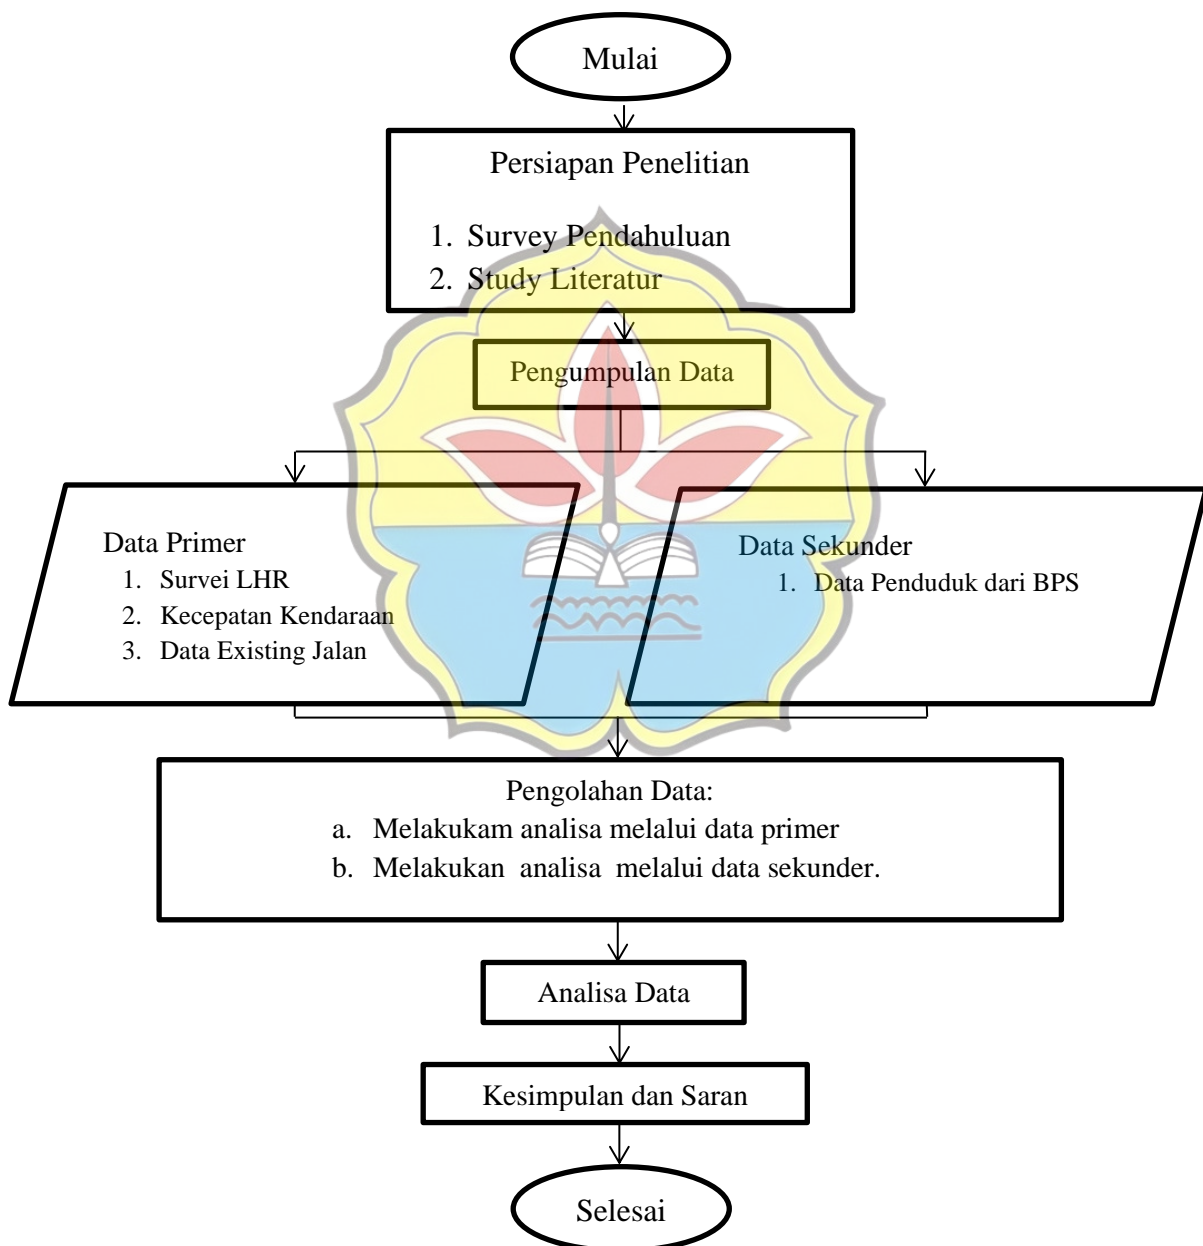 Mulai
Persiapan Penelitian
1. Survey Pendahuluan
2. Study Literatur
Pengumpulan Data
Data Primer
1. Survei LHR
2. Kecepatan Kendaraan
3. Data Existing Jalan
Data Sekunder
1. Data Penduduk dari BPS
Pengolahan Data:
a. Melakukam analisa melalui data primer
b. Melakukan analisa melalui data sekunder.
Analisa Data
Kesimpulan dan Saran
Selesai